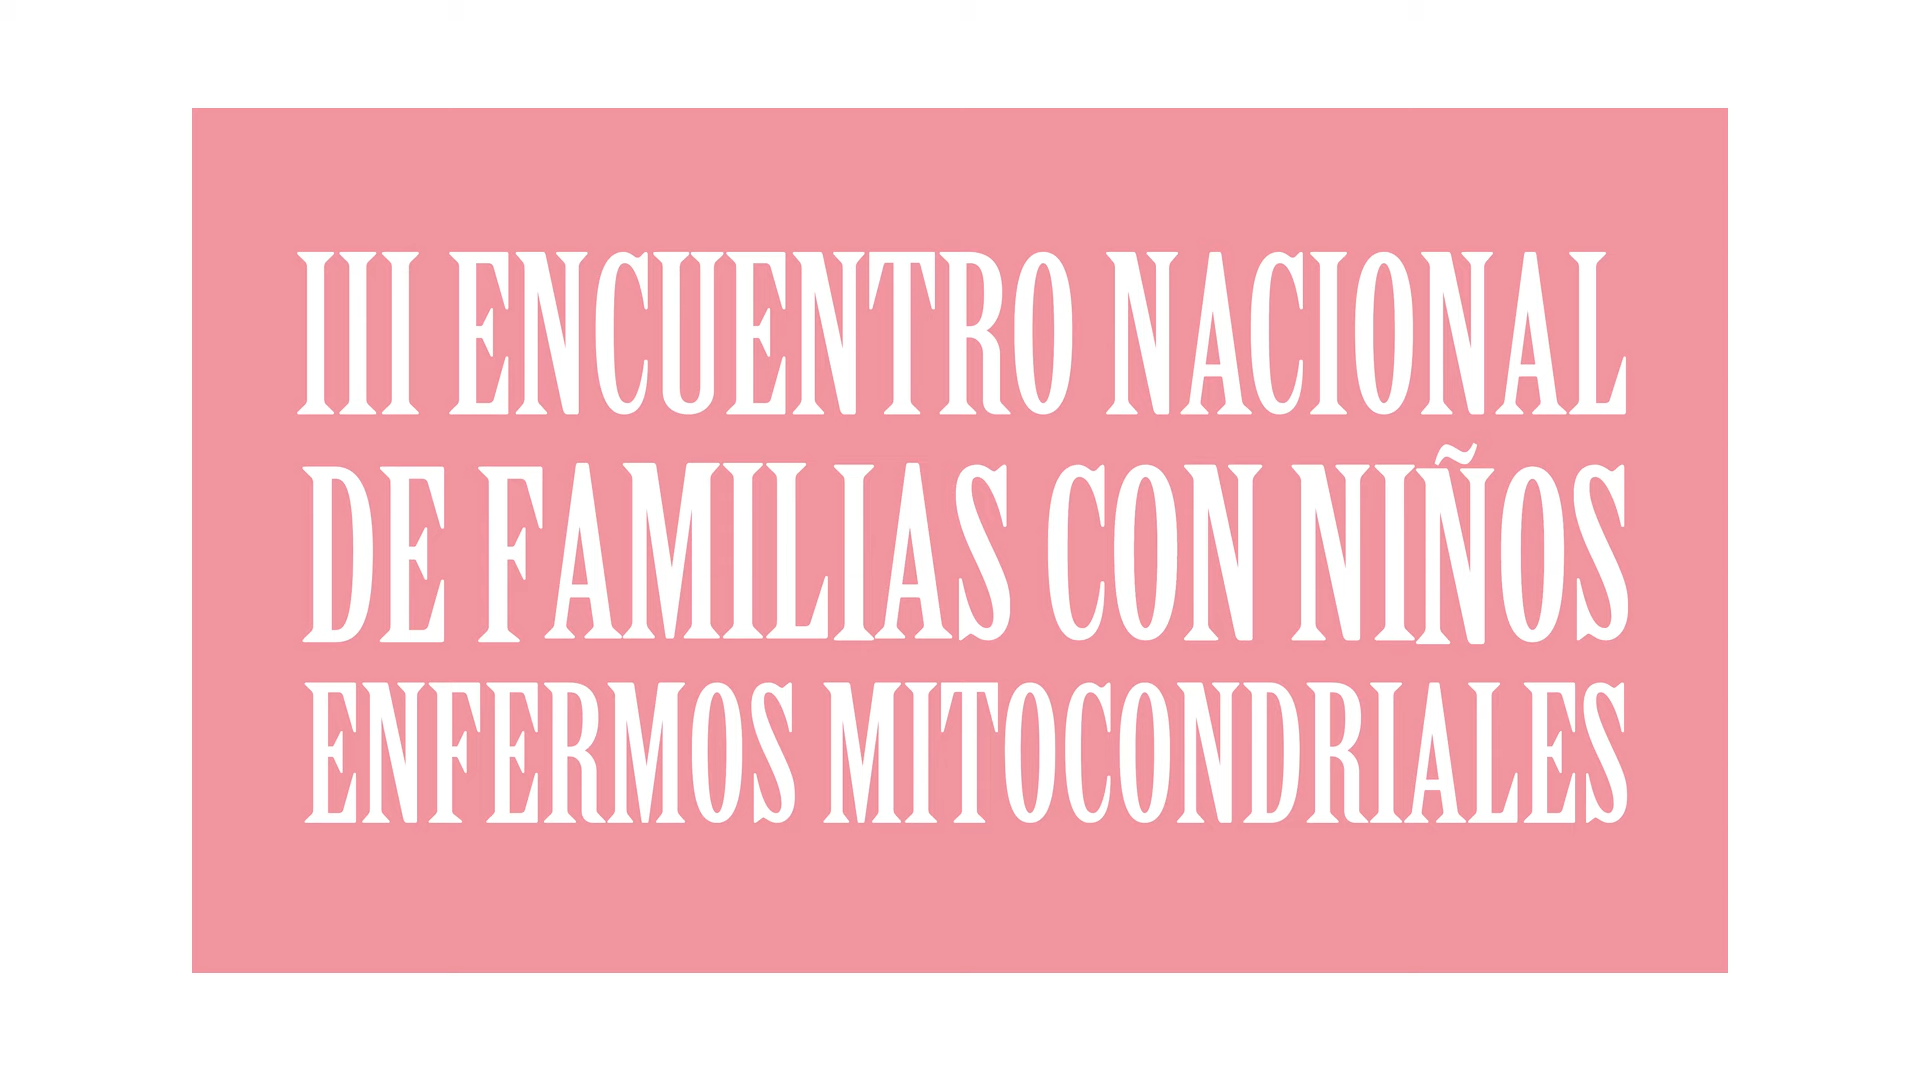 III ENCUENTRO NACIONAL
DE FAMILIAS CON NIÑOS
ENFERMOS MITOCONDRIALES